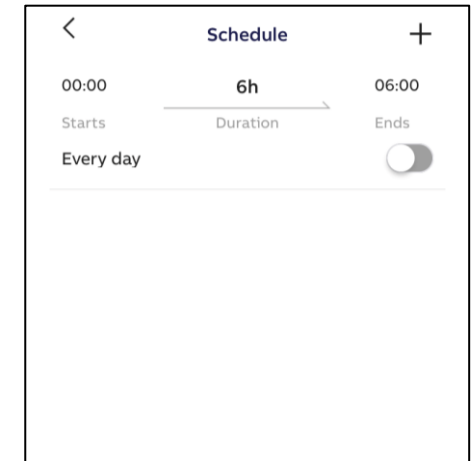 Schedule
00:00 6h 06:00
Starts Duration Ends
Every day